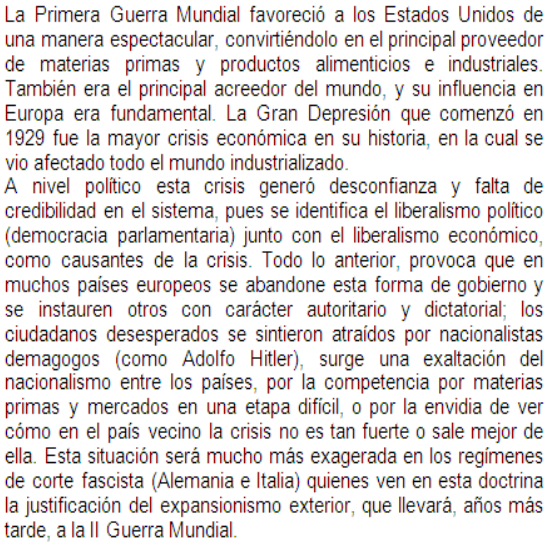 La Primera Guerra Mundial favoreció a los Estados Unidos de
una manera espectacular, convirtiéndolo en el principal proveedor
de materias primas y productos alimenticios e industriales.
También era el principal acreedor del mundo, y su influencia en
Europa era fundamental. La Gran Depresión que comenzó en
1929 fue la mayor crisis económica en su historia, en la cual se
vio afectado todo el mundo industrializado.
A nivel político esta crisis generó desconfianza y falta de
credibilidad en el sistema, pues se identifica el liberalismo político
(democracia parlamentaria) junto con el liberalismo económico,
como causantes de la crisis. Todo lo anterior, provoca que en
muchos países europeos se abandone esta forma de gobierno y
se instauren otros con carácter autoritario y dictatorial; los
ciudadanos desesperados se sintieron atraídos por nacionalistas
demagogos (como Adolfo Hitler), surge una exaltación del
nacionalismo entre los países, por la competencia por materias
primas y mercados en una etapa difícil, o por la envidia de ver
cómo en el país vecino la crisis no es tan fuerte o sale mejor de
ella. Esta situación será mucho más exagerada en los regímenes
de corte fascista (Alemania e Italia) quienes ven en esta doctrina
la justificación del expansionismo exterior, que llevará, años más
tarde, a la II Guerra Mundial.